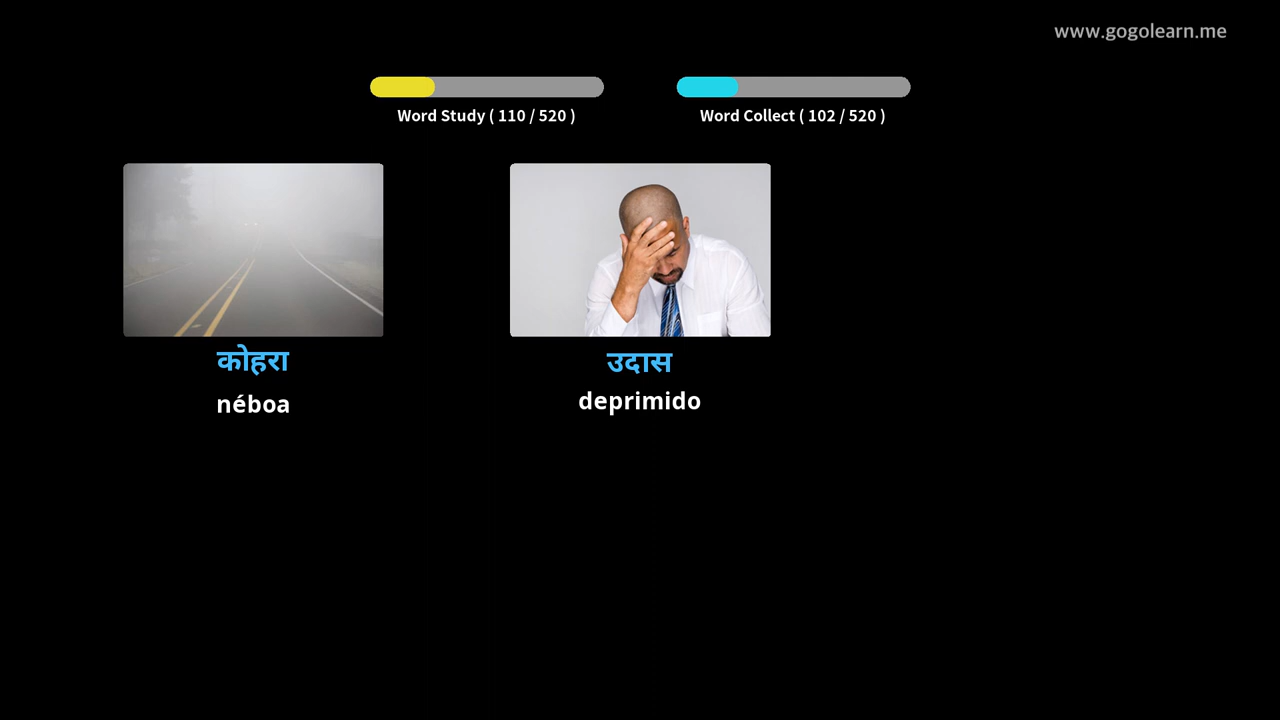 www.gogolearn.me
Word Study ( 110 / 520 )
Word Collect ( 102 / 520 )
कोहरा
néboa
उदास
deprimido